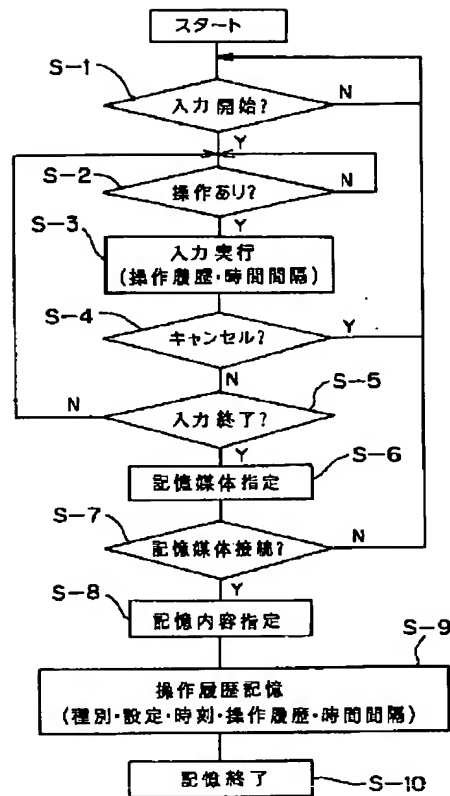 スタート
S-1
入力開始?
N
Y
S-2
操作あり?
N
Y
S-3
入力実行
(操作履歴・時間間隔)
S-4
キャンセル?
Y
N
S-5
入力終了?
N
Y
S-6
記憶媒体指定
S-7
記憶媒体接続?
N
Y
S-8
記憶内容指定
S-9
操作履歴記憶
(種別・設定・時刻・操作履歴・時間間隔)
記憶終了
S-10